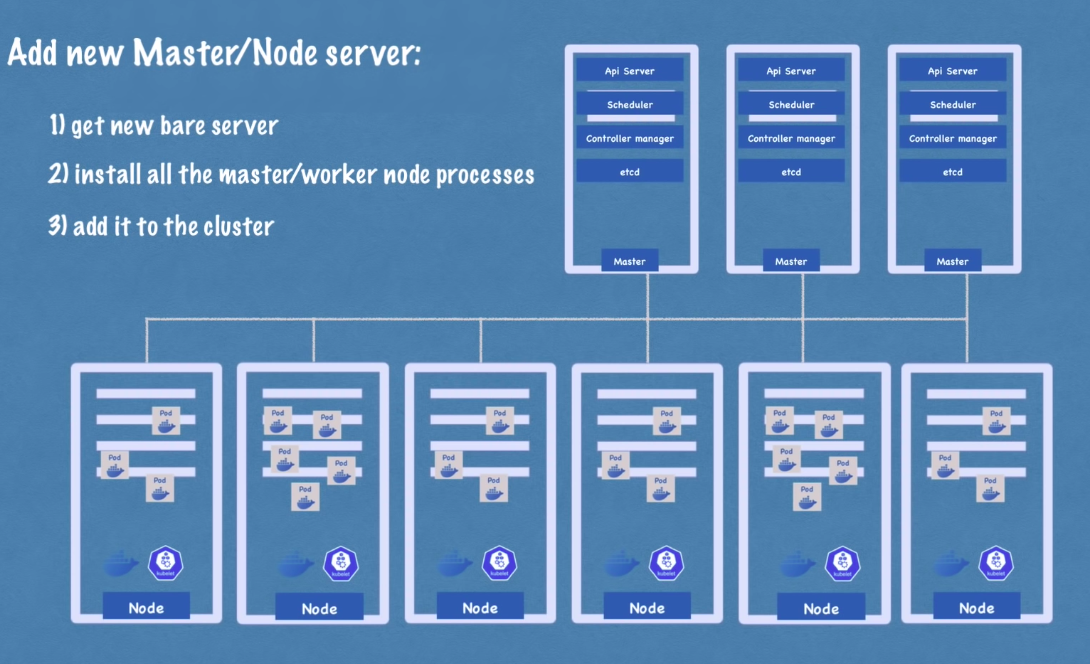 Add new Master/Node server:
1) get new bare server
2) install all the master/worker node processes
3) add it to the cluster
Api Server
Scheduler
Controller manager
etcd
Master
Api Server
Scheduler
Controller manager
etcd
Master
Api Server
Scheduler
Controller manager
etcd
Master
Pod
Pod
Pod
kubelet
Node
Pod
Pod
Pod
Pod
Pod
kubelet
Node
Pod
Pod
Pod
kubelet
Node
Pod
Pod
Pod
kubelet
Node
Pod
Pod
Pod
Pod
Pod
kubelet
Node
Pod
Pod
Pod
kubelet
Node